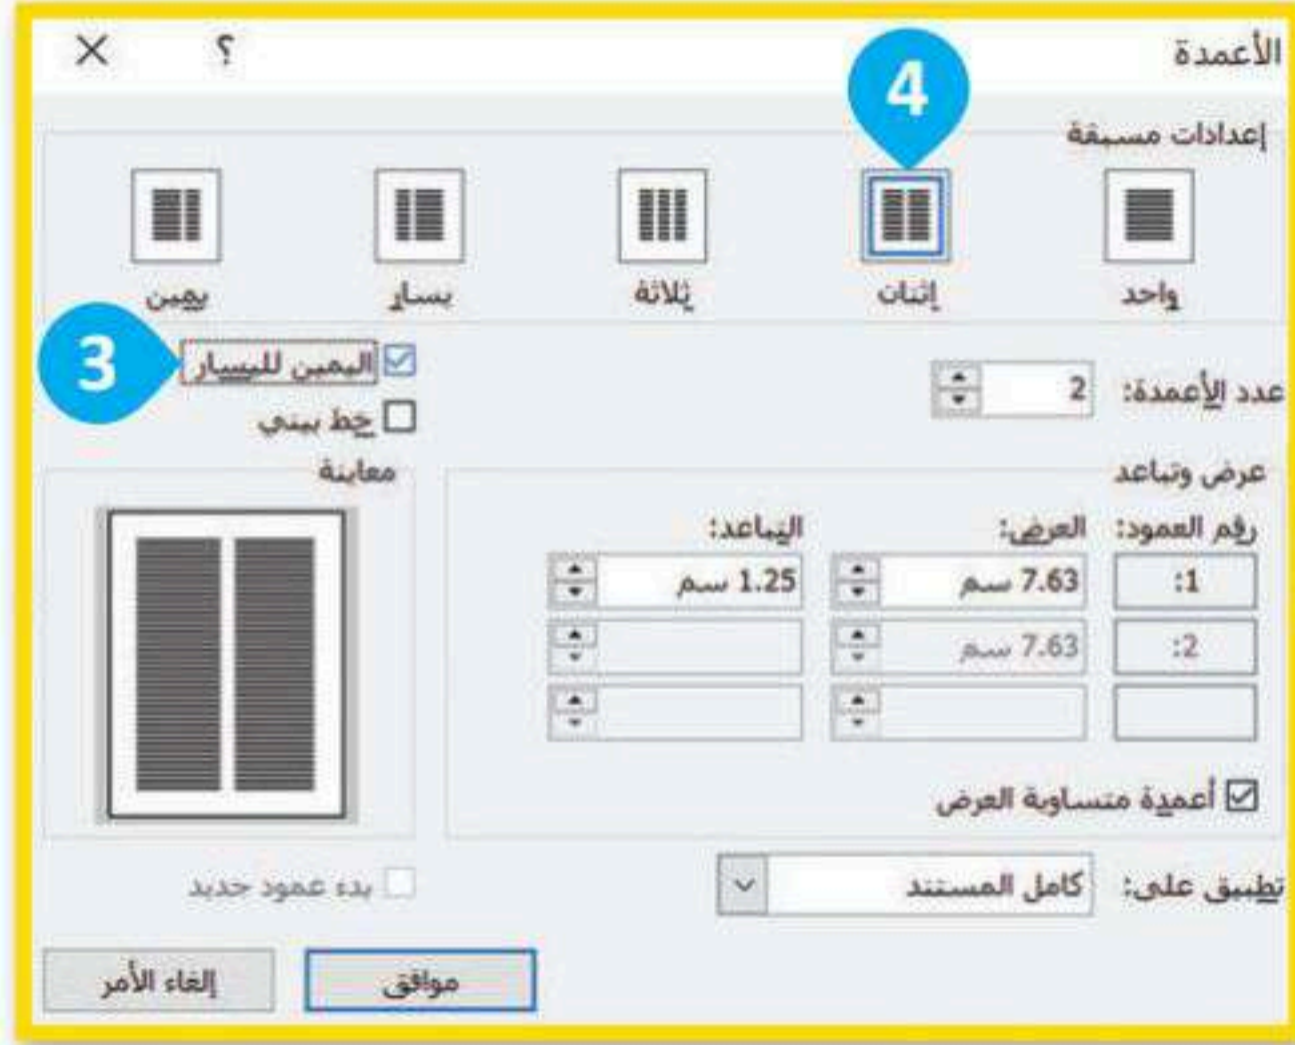 الأعمدة ؟ ×
4
إعدادات مسبقة
واحد إثنان ثلاثة يسار يمين
عدد الأعمدة: 2
اليمين لليسار 3
خط بيني
عرض وتباعد
رقم العمود: العرض: التباعد:
1: 7.63 سم 1.25 سم
2: 7.63 سم
أعمدة متساوية العرض
معاينة
تطبيق على: كامل المستند
بدء عمود جديد
موافق إلغاء الأمر